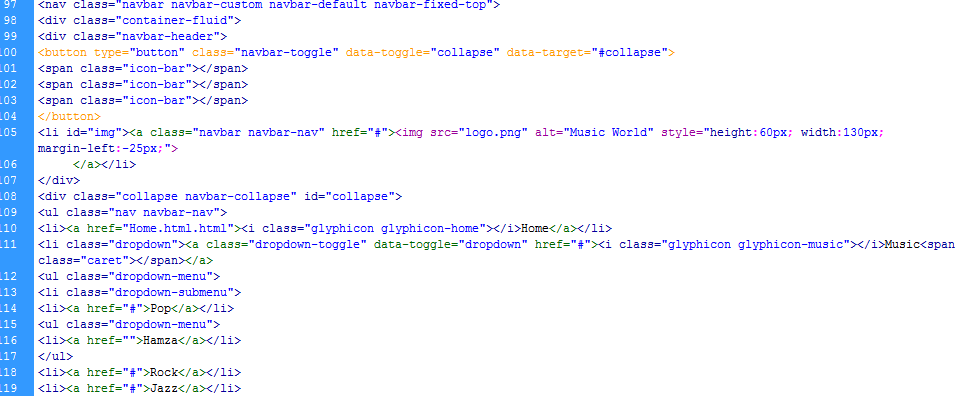 97 <nav class="navbar navbar-custom navbar-default navbar-fixed-top">
98 <div class="container-fluid">
99 <div class="navbar-header">
100 <button type="button" class="navbar-toggle" data-toggle="collapse" data-target="#collapse">
101 <span class="icon-bar"></span>
102 <span class="icon-bar"></span>
103 <span class="icon-bar"></span>
104 </button>
105 <li id="img"><a class="navbar navbar-nav" href="#"><img src="logo.png" alt="Music World" style="height:60px; width:130px;
margin-left:-25px;">
106 </a></li>
107 </div>
108 <div class="collapse navbar-collapse" id="collapse">
109 <ul class="nav navbar-nav">
110 <li><a href="Home.html.html"><i class="glyphicon glyphicon-home"></i>Home</a></li>
111 <li class="dropdown"><a class="dropdown-toggle" data-toggle="dropdown" href="#"><i class="glyphicon glyphicon-music"></i>Music<span
class="caret"></span></a>
112 <ul class="dropdown-menu">
113 <li class="dropdown-submenu">
114 <li><a href="#">Pop</a></li>
115 <ul class="dropdown-menu">
116 <li><a href="">Hamza</a></li>
117 </ul>
118 <li><a href="#">Rock</a></li>
119 <li><a href="#">Jazz</a></li>